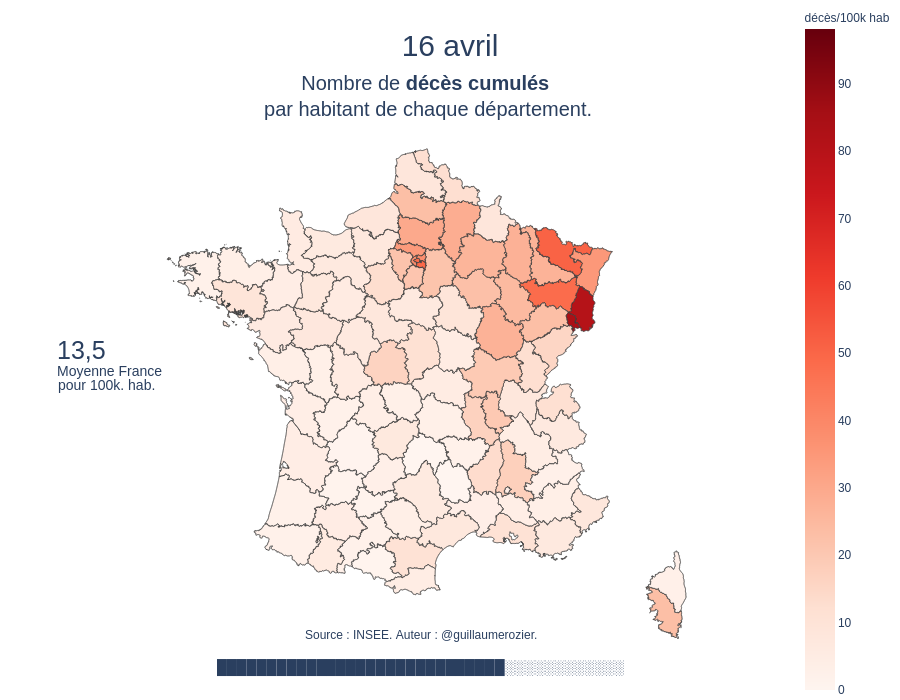 décès/100k hab
16 avril
Nombre de décès cumulés
par habitant de chaque département.
90
80
70
60
50
40
30
20
10
0
13,5
Moyenne France
pour 100k. hab.
Source : INSEE. Auteur : @guillaumerozier.